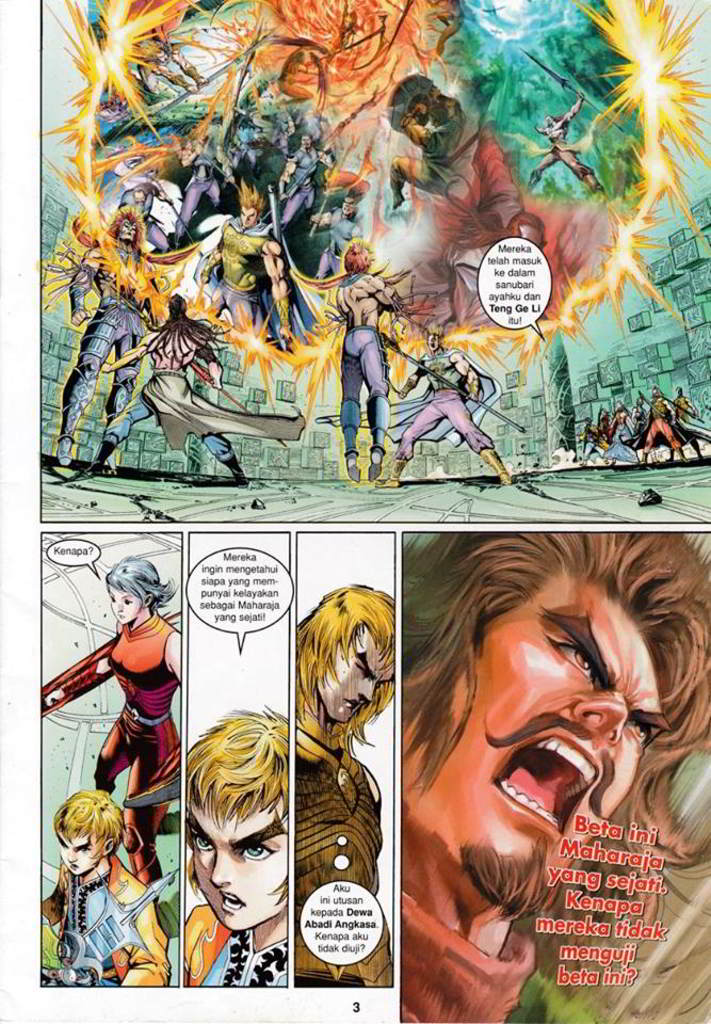 Mereka
telah masuk
ke dalam
sanubari
ayahku dan
Teng Ge Li
itu!
Kenapa?
Mereka
ingin mengetahui
siapa yang mem-
punyai kelayakan
sebagai Maharaja
yang sejati!
Aku
ini utusan
kepada Dewa
Abadi Angkasa.
Kenapa aku
tidak diuji?
Beta ini
Maharaja
yang sejati.
Kenapa
mereka tidak
menguji
beta ini?
3